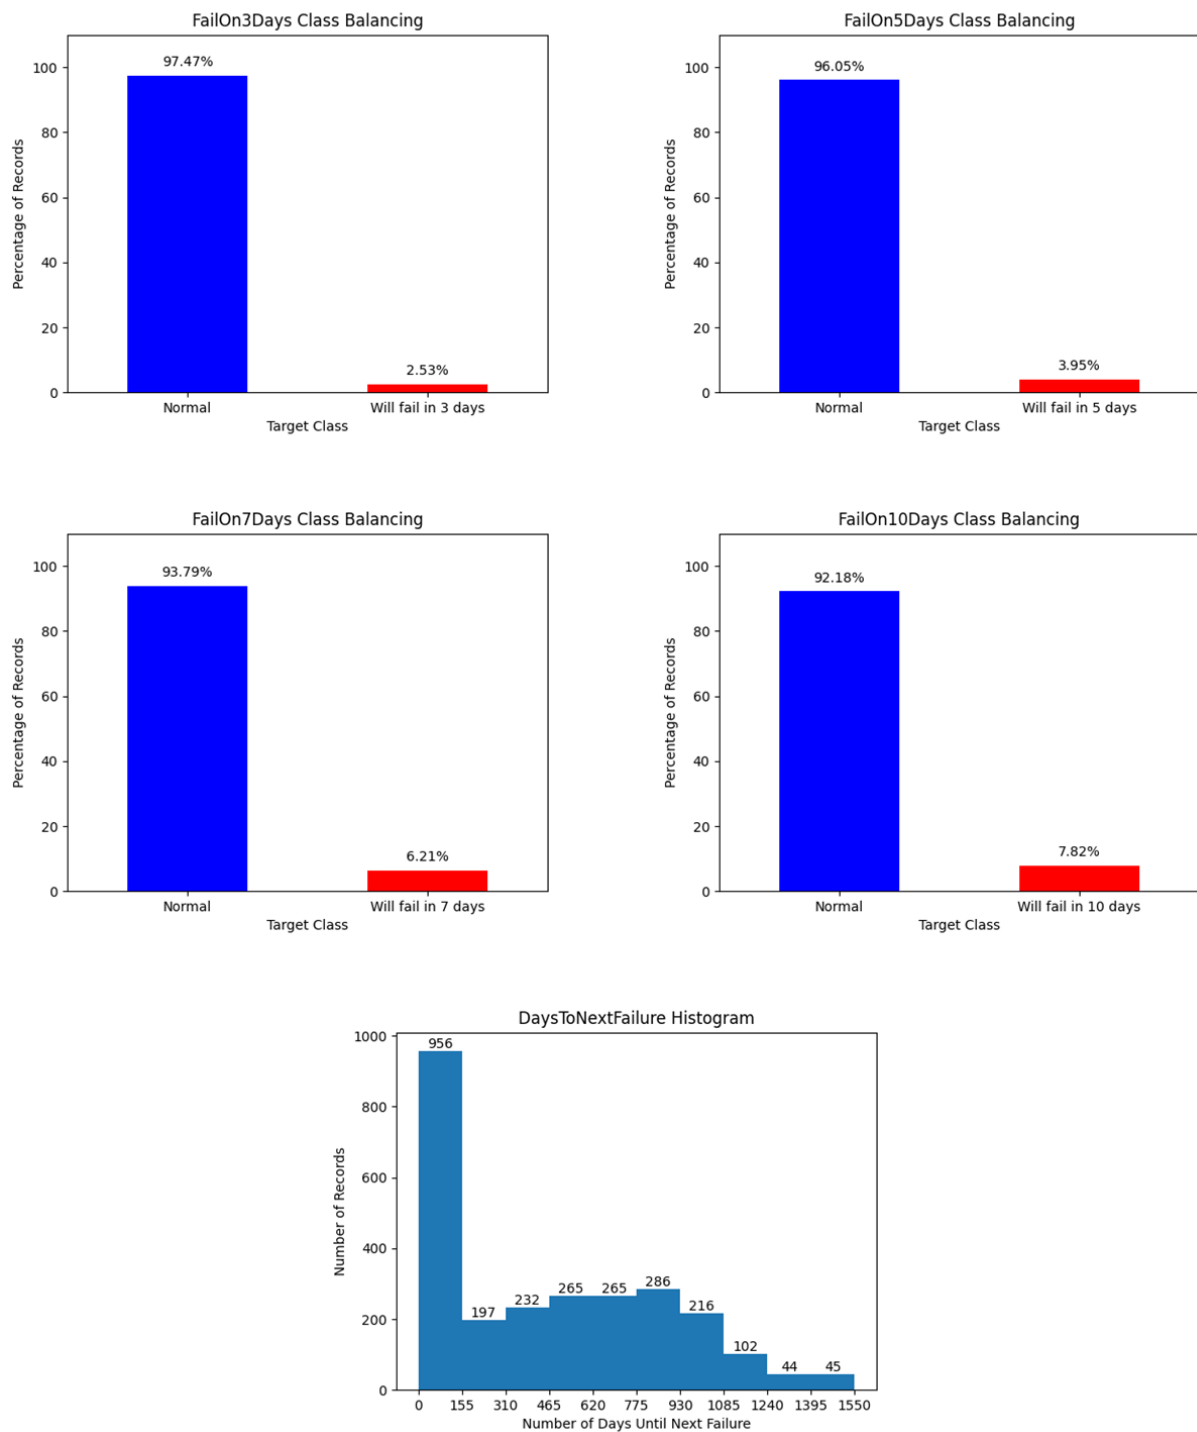 FailOn3Days Class Balancing
Percentage of Records
100
80
60
40
20
0
97.47%
2.53%
Normal
Will fail in 3 days
Target Class
FailOn5Days Class Balancing
Percentage of Records
100
80
60
40
20
0
96.05%
3.95%
Normal
Will fail in 5 days
Target Class
FailOn7Days Class Balancing
Percentage of Records
100
80
60
40
20
0
93.79%
6.21%
Normal
Will fail in 7 days
Target Class
FailOn10Days Class Balancing
Percentage of Records
100
80
60
40
20
0
92.18%
7.82%
Normal
Will fail in 10 days
Target Class
DaysToNextFailure Histogram
Number of Records
1000
800
600
400
200
0
956
197
232
265
265
286
216
102
44
45
0 155 310 465 620 775 930 1085 1240 1395 1550
Number of Days Until Next Failure